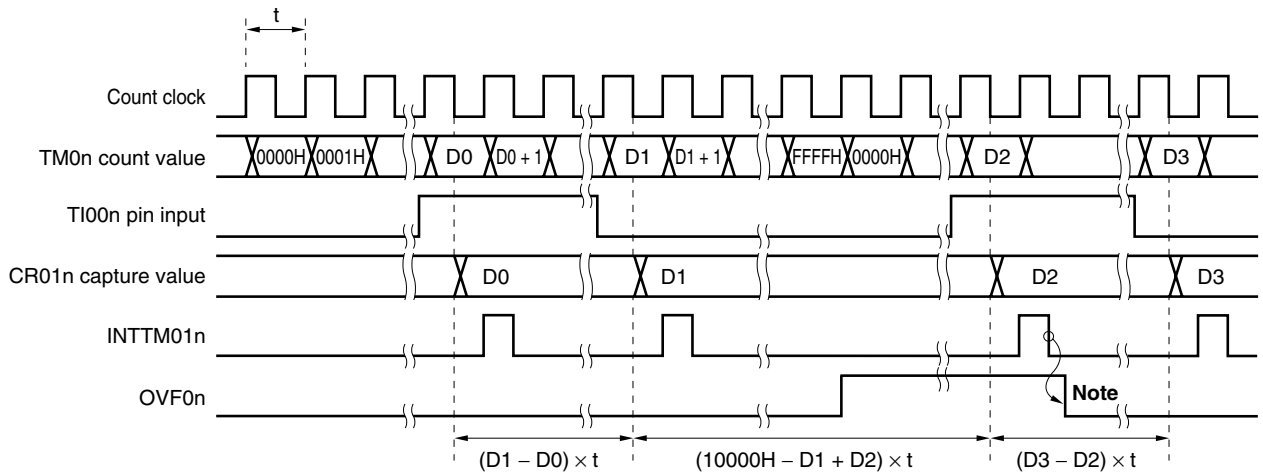 t
Count clock
TM0n count value 0000H 0001H D0 D0 + 1 D1 D1 + 1 FFFFH 0000H D2 D3
TI00n pin input
CR01n capture value D0 D1 D2 D3
INTTM01n
OVF0n Note
(D1 − D0) × t (10000H − D1 + D2) × t (D3 − D2) × t